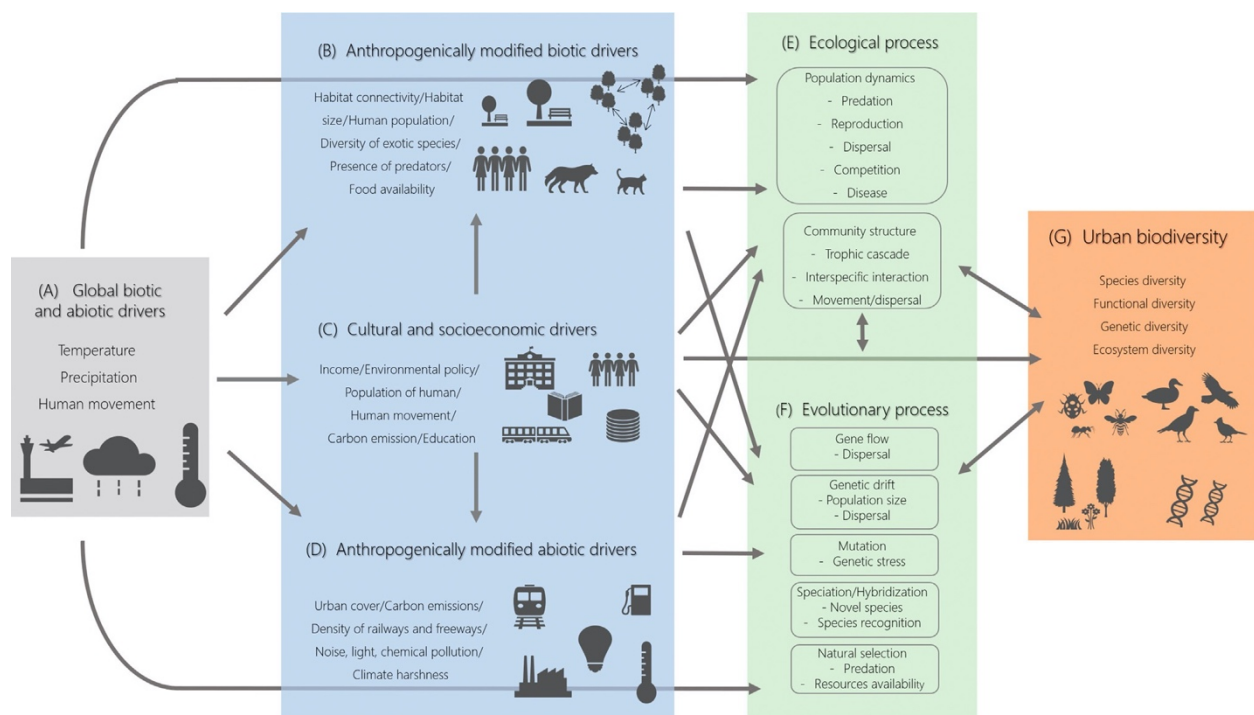 (A) Global biotic
and abiotic drivers
Temperature
Precipitation
Human movement
(B) Anthropogenically modified biotic drivers
Habitat connectivity/Habitat
size/Human population/
Diversity of exotic species/
Presence of predators/
Food availability
(C) Cultural and socioeconomic drivers
Income/Environmental policy/
Population of human/
Human movement/
Carbon emission/Education
(D) Anthropogenically modified abiotic drivers
Urban cover/Carbon emissions/
Density of railways and freeways/
Noise, light, chemical pollution/
Climate harshness
(E) Ecological process
Population dynamics
- Predation
- Reproduction
- Dispersal
- Competition
- Disease
Community structure
- Trophic cascade
- Interspecific interaction
- Movement/dispersal
(F) Evolutionary process
Gene flow
- Dispersal
Genetic drift
- Population size
- Dispersal
Mutation
- Genetic stress
Speciation/Hybridization
- Novel species
- Species recognition
Natural selection
- Predation
- Resources availability
(G) Urban biodiversity
Species diversity
Functional diversity
Genetic diversity
Ecosystem diversity